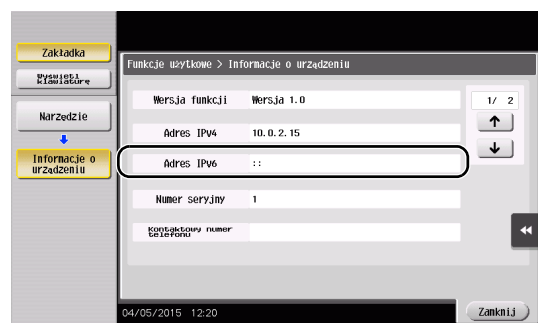 Zakładka
Wyświetl
klawiaturę
Narzędzie
Informacje o
urządzeniu
Funkcje użytkowe > Informacje o urządzeniu
Wersja funkcji Wersja 1.0
Adres IPv4 10.0.2.15
Adres IPv6 ::
Numer seryjny 1
Kontaktowy numer
telefonu
1/ 2
04/05/2015 12:20
Zamknij